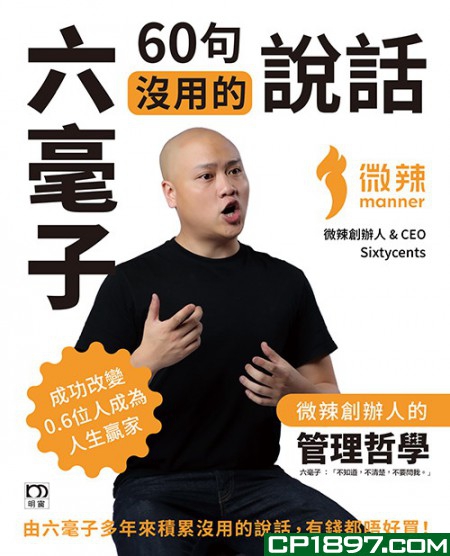 六毫子
60句
沒用的
說話
微辣
manner
微辣創辦人 & CEO
Sixtycents
成功改變
0.6位人成為
人生贏家
微辣創辦人的
管理哲學
六毫子：「不知道，不清楚，不要問我。」
明窗
由六毫子多年來積累沒用的說話，有錢都唔好買！
CP1897.com